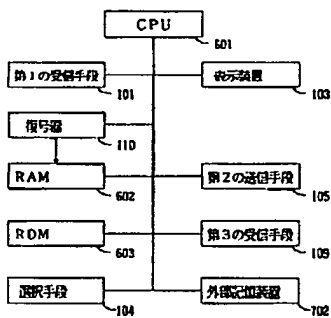 CPU
601
第1の受信手段
101
表示装置
103
復号器
110
RAM
602
第2の送信手段
105
ROM
603
第3の受信手段
109
選択手段
104
外部記憶装置
702